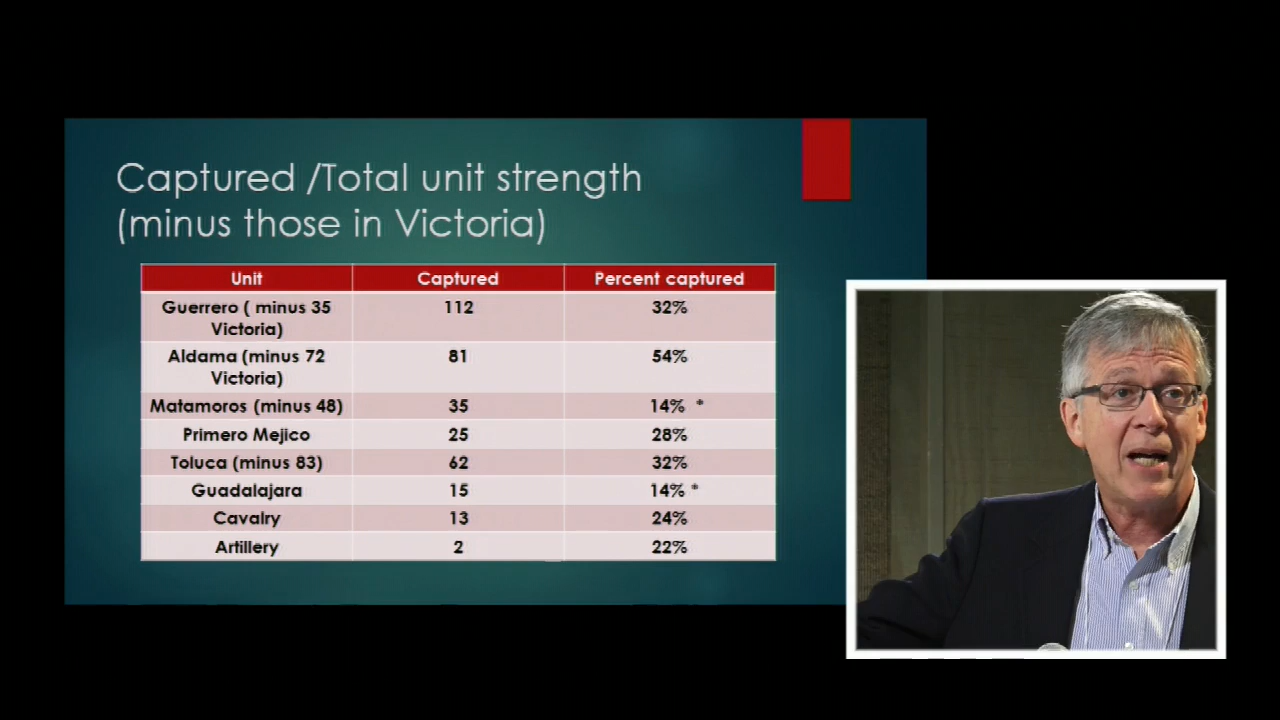 Captured /Total unit strength
(minus those in Victoria)
Unit Captured Percent captured
Guerrero ( minus 35 Victoria) 112 32%
Aldama (minus 72 Victoria) 81 54%
Matamoros (minus 48) 35 14% *
Primero Mejico 25 28%
Toluca (minus 83) 62 32%
Guadalajara 15 14% *
Cavalry 13 24%
Artillery 2 22%